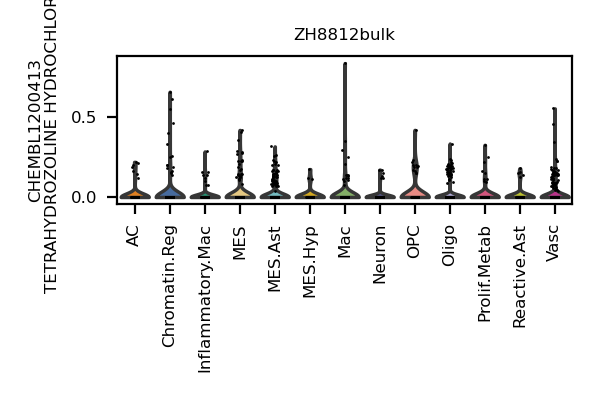 ZH8812bulk
CHEMBL1200413
TETRAHYDROZOLINE HYDROCHLOR
0.5
0.0
AC
Chromatin.Reg
Inflammatory.Mac
MES
MES.Ast
MES.Hyp
Mac
Neuron
OPC
Oligo
Prolif.Metab
Reactive.Ast
Vasc